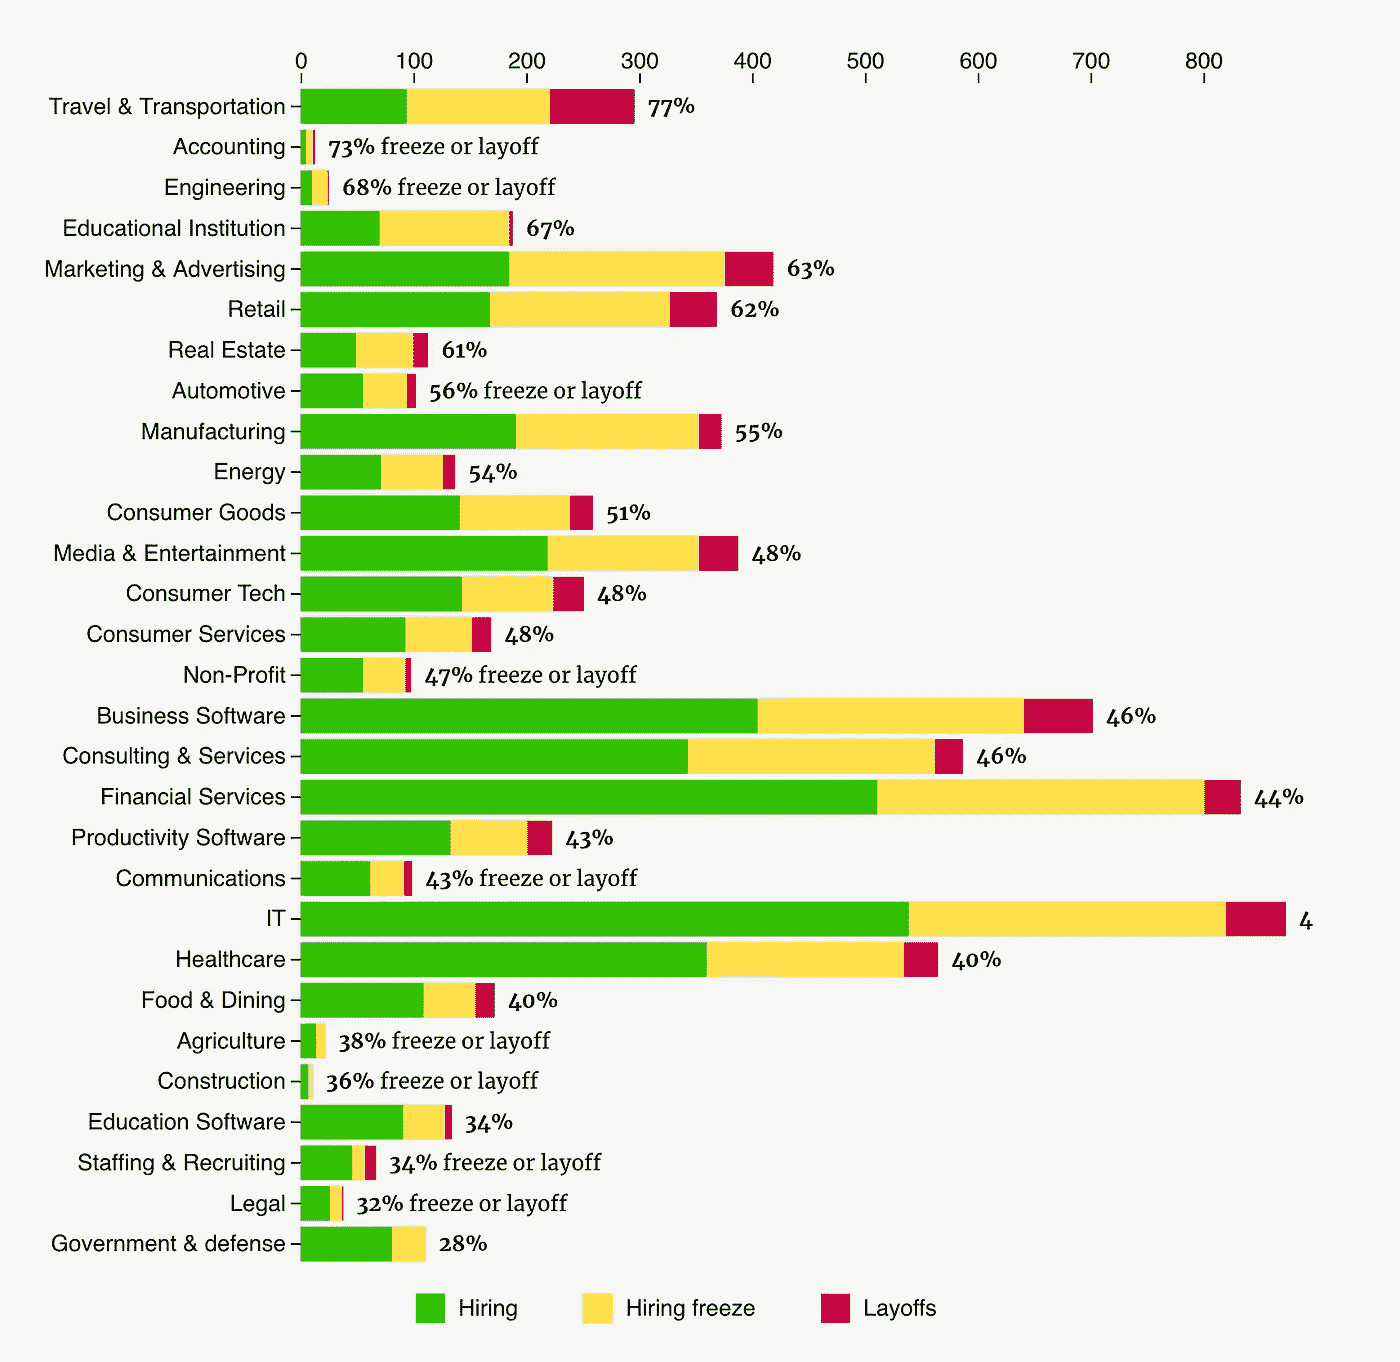 0 100 200 300 400 500 600 700 800
Travel & Transportation 77%
Accounting 73% freeze or layoff
Engineering 68% freeze or layoff
Educational Institution 67%
Marketing & Advertising 63%
Retail 62%
Real Estate 61%
Automotive 56% freeze or layoff
Manufacturing 55%
Energy 54%
Consumer Goods 51%
Media & Entertainment 48%
Consumer Tech 48%
Consumer Services 48%
Non-Profit 47% freeze or layoff
Business Software 46%
Consulting & Services 46%
Financial Services 44%
Productivity Software 43%
Communications 43% freeze or layoff
IT 4
Healthcare 40%
Food & Dining 40%
Agriculture 38% freeze or layoff
Construction 36% freeze or layoff
Education Software 34%
Staffing & Recruiting 34% freeze or layoff
Legal 32% freeze or layoff
Government & defense 28%
Hiring Hiring freeze Layoffs